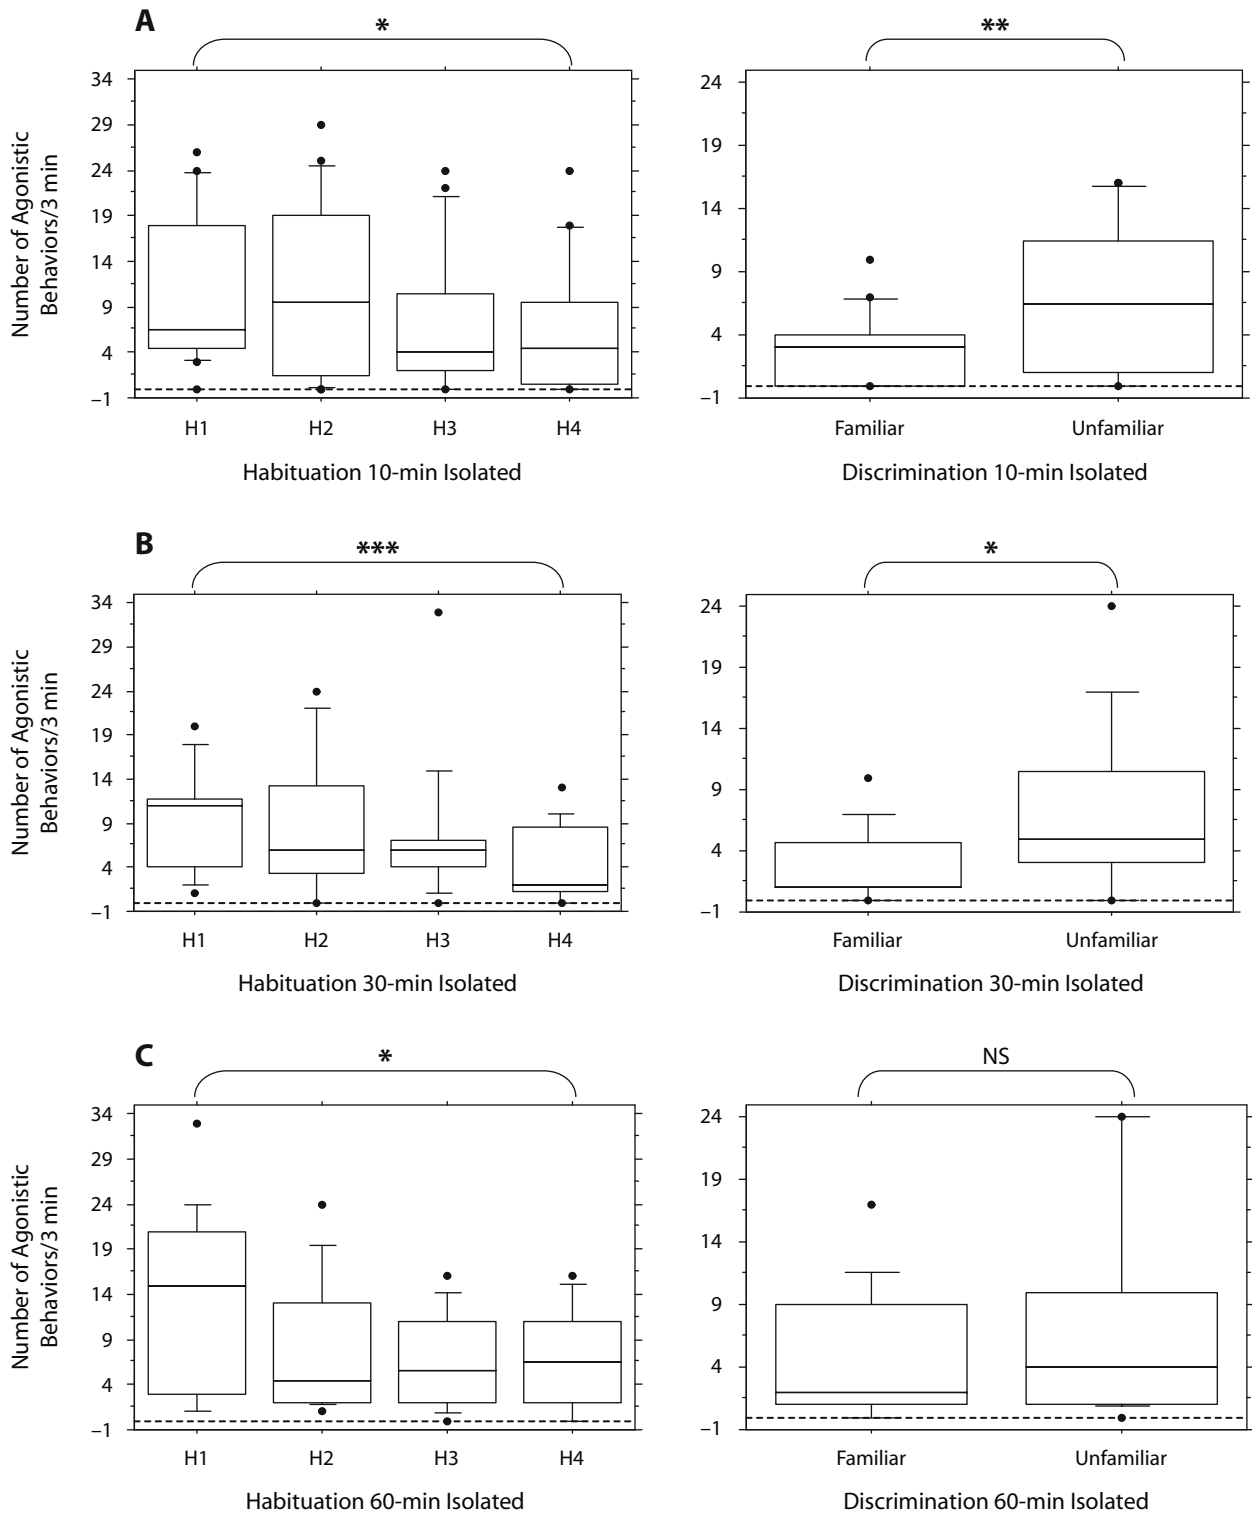 A
*
**
Number of Agonistic
Behaviors/3 min
34
29
24
19
14
9
4
−1
H1 H2 H3 H4
Habituation 10-min Isolated
24
19
14
9
4
−1
Familiar Unfamiliar
Discrimination 10-min Isolated
B
***
*
Number of Agonistic
Behaviors/3 min
34
29
24
19
14
9
4
−1
H1 H2 H3 H4
Habituation 30-min Isolated
24
19
14
9
4
−1
Familiar Unfamiliar
Discrimination 30-min Isolated
C
*
NS
Number of Agonistic
Behaviors/3 min
34
29
24
19
14
9
4
−1
H1 H2 H3 H4
Habituation 60-min Isolated
24
19
14
9
4
−1
Familiar Unfamiliar
Discrimination 60-min Isolated